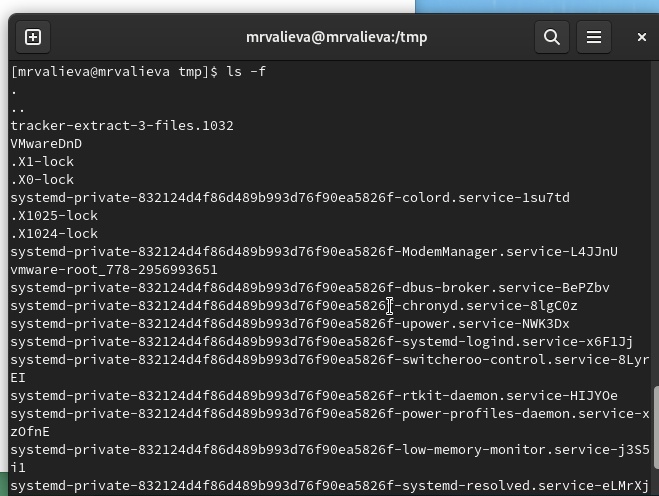 mrvalieva@mrvalieva:/tmp
[mrvalieva@mrvalieva tmp]$ ls -f
.
..
tracker-extract-3-files.1032
VMwareDnD
.X1-lock
.X0-lock
systemd-private-832124d4f86d489b993d76f90ea5826f-colord.service-1su7td
.X1025-lock
.X1024-lock
systemd-private-832124d4f86d489b993d76f90ea5826f-ModemManager.service-L4JJnU
vmware-root_778-2956993651
systemd-private-832124d4f86d489b993d76f90ea5826f-dbus-broker.service-BePZbv
systemd-private-832124d4f86d489b993d76f90ea5826f-chronyd.service-8lgC0z
systemd-private-832124d4f86d489b993d76f90ea5826f-upower.service-NWK3Dx
systemd-private-832124d4f86d489b993d76f90ea5826f-systemd-logind.service-x6F1Jj
systemd-private-832124d4f86d489b993d76f90ea5826f-switcheroo-control.service-8Lyr
EI
systemd-private-832124d4f86d489b993d76f90ea5826f-rtkit-daemon.service-HIJYOe
systemd-private-832124d4f86d489b993d76f90ea5826f-power-profiles-daemon.service-x
zOfnE
systemd-private-832124d4f86d489b993d76f90ea5826f-low-memory-monitor.service-j3S5
i1
systemd-private-832124d4f86d489b993d76f90ea5826f-systemd-resolved.service-eLMrXj